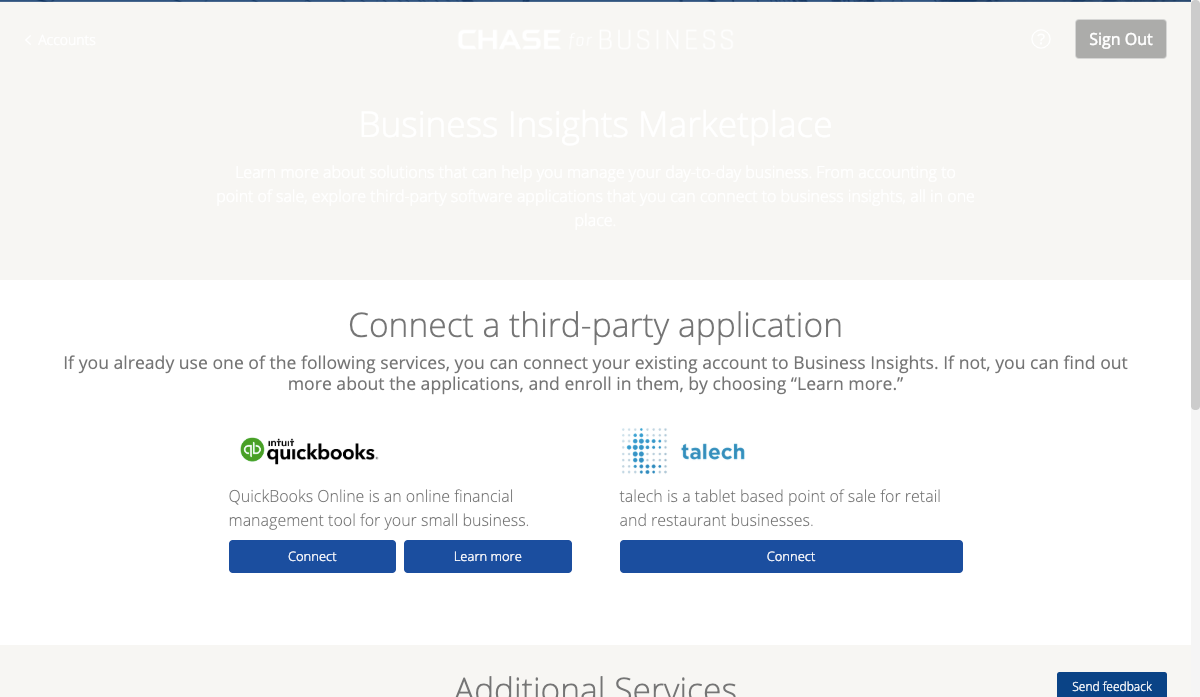 Accounts
CHASE for BUSINESS
Sign Out
Business Insights Marketplace
Learn more about solutions that can help you manage your day-to-day business. From accounting to
point of sale, explore third-party software applications that you can connect to business insights, all in one
place.
Connect a third-party application
If you already use one of the following services, you can connect your existing account to Business Insights. If not, you can find out
more about the applications, and enroll in them, by choosing “Learn more.”
intuit
qb quickbooks.
QuickBooks Online is an online financial
management tool for your small business.
Connect
Learn more
talech
talech is a tablet based point of sale for retail
and restaurant businesses.
Connect
Additional Services
Send feedback